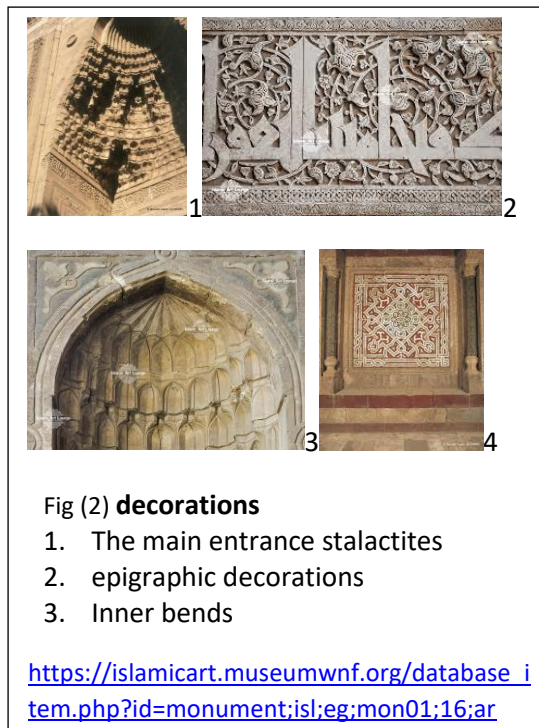 1
2
3
4
Fig (2) decorations
1. The main entrance stalactites
2. epigraphic decorations
3. Inner bends
https://islamicart.museumwnf.org/database_i
tem.php?id=monument;isl;eg;mon01;16;ar